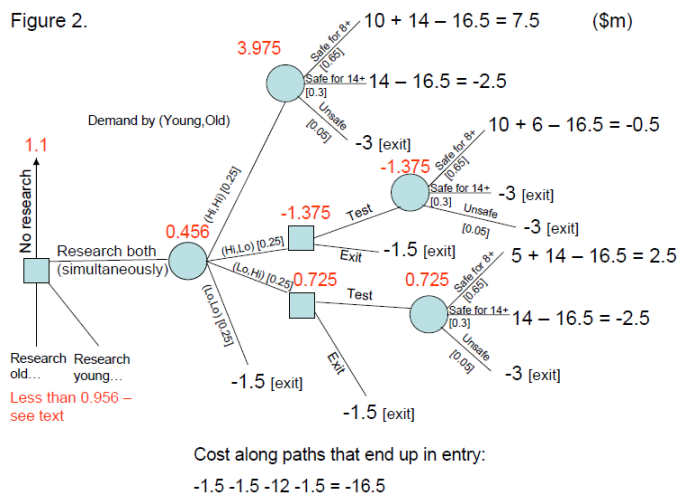 Figure 2.
($m)
3.975
Safe for 8+
[0.65]
10 + 14 – 16.5 = 7.5
Safe for 14+
[0.3]
14 – 16.5 = -2.5
Unsafe
[0.05]
-3 [exit]
Demand by (Young,Old)
1.1
No research
Research both
(simultaneously)
0.456
(Hi,Hi) [0.25]
(Hi,Lo) [0.25]
-1.375
Test
Exit
-1.5 [exit]
-1.375
Safe for 8+
[0.65]
10 + 6 – 16.5 = -0.5
Safe for 14+
[0.3]
-3 [exit]
Unsafe
[0.05]
-3 [exit]
(Lo,Hi) [0.25]
0.725
Test
Exit
-1.5 [exit]
0.725
Safe for 8+
[0.65]
5 + 14 – 16.5 = 2.5
Safe for 14+
[0.3]
14 – 16.5 = -2.5
Unsafe
[0.05]
-3 [exit]
(Lo,Lo) [0.25]
-1.5 [exit]
Research
old…
Research
young…
Less than 0.956 –
see text
Cost along paths that end up in entry:
-1.5 -1.5 -12 -1.5 = -16.5